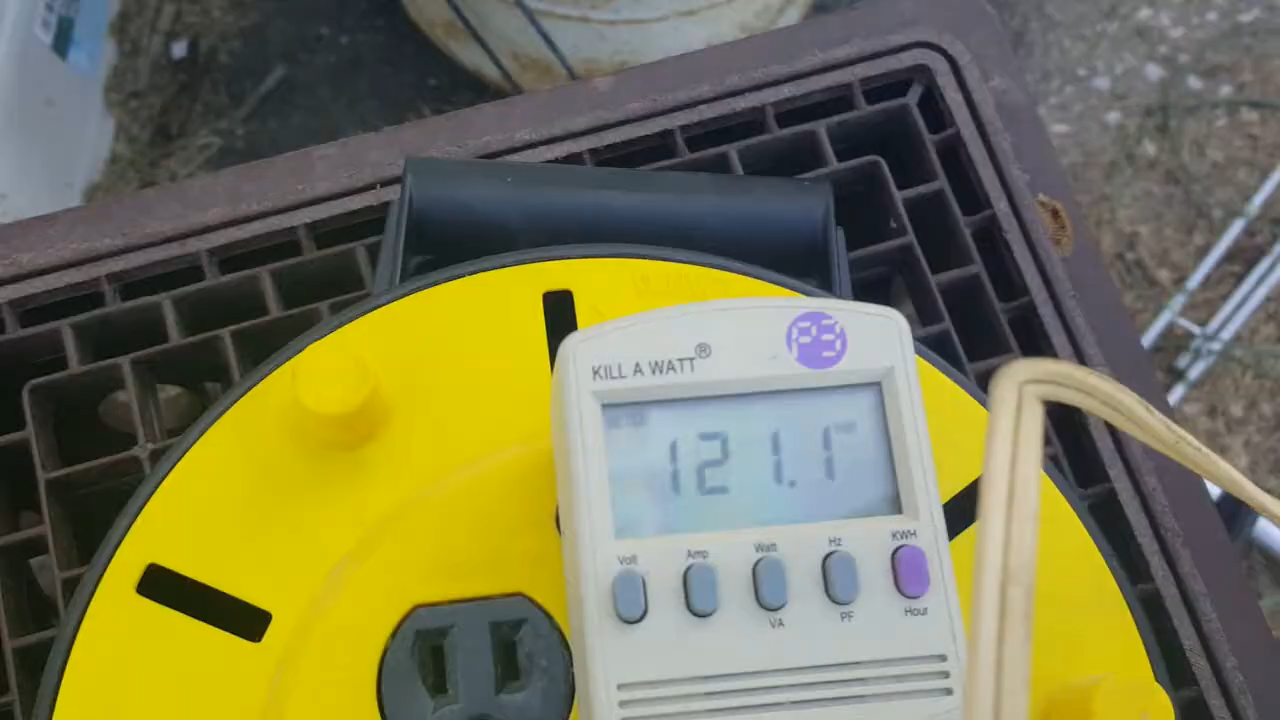 KILL A WATT®
P3
121.1
Volt Amp Watt Hz KWH
VA PF Hour